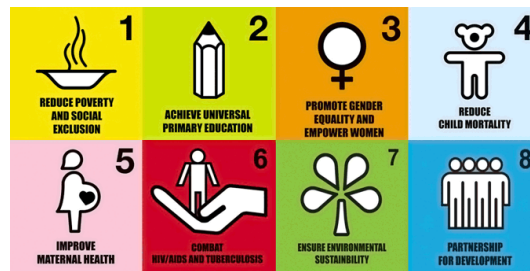 1
REDUCE POVERTY
AND SOCIAL
EXCLUSION
2
ACHIEVE UNIVERSAL
PRIMARY EDUCATION
3
PROMOTE GENDER
EQUALITY AND
EMPOWER WOMEN
4
REDUCE
CHILD MORTALITY
5
IMPROVE
MATERNAL HEALTH
6
COMBAT
HIV/AIDS AND TUBERCULOSIS
7
ENSURE ENVIRONMENTAL
SUSTAINBILITY
8
PARTNERSHIP
FOR DEVELOPMENT